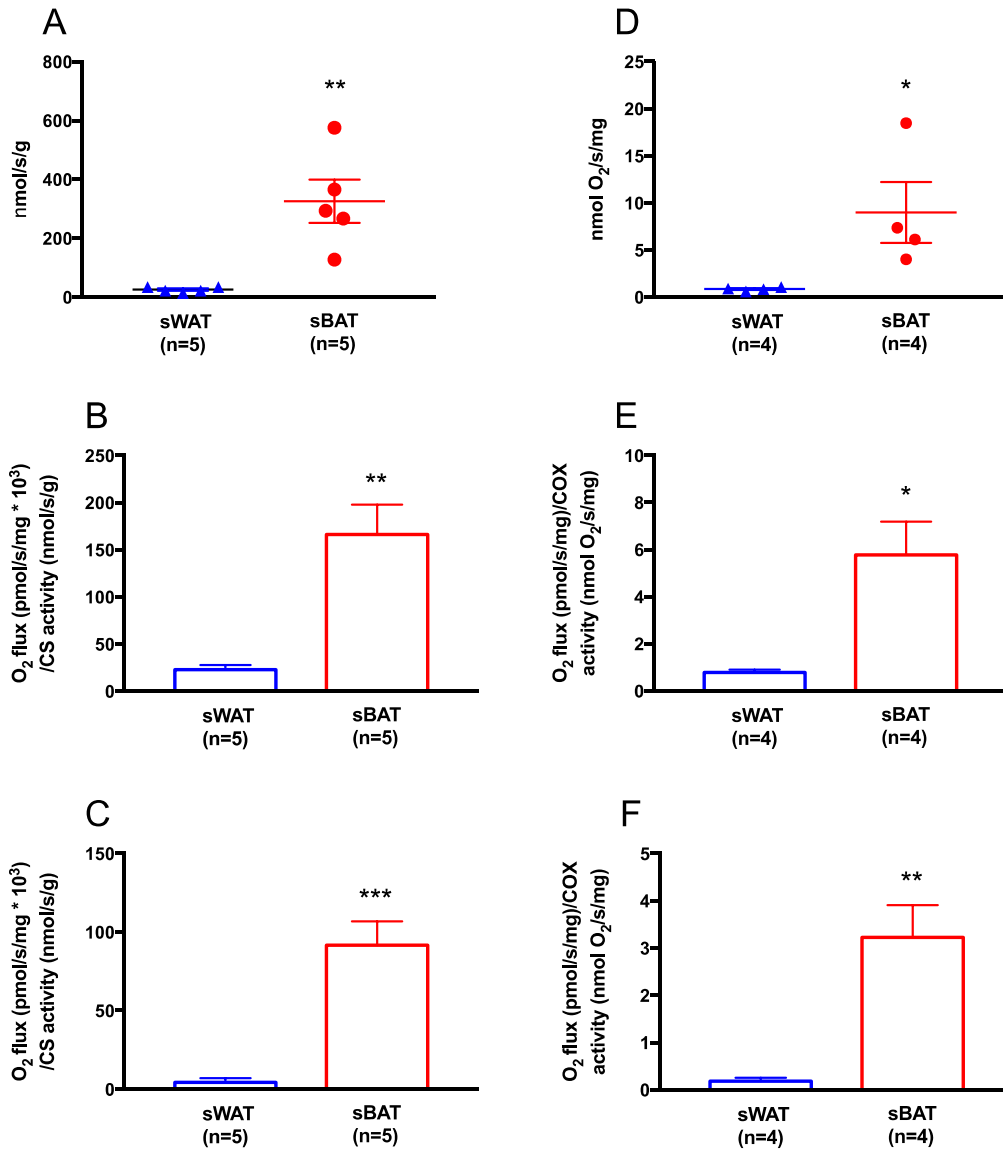 A
nmol/s/g
800
600
400
200
0
**
sWAT
(n=5)
sBAT
(n=5)
D
nmol O₂/s/mg
25
20
15
10
5
0
*
sWAT
(n=4)
sBAT
(n=4)
B
O₂ flux (pmol/s/mg * 10³)
/CS activity (nmol/s/g)
250
200
150
100
50
0
**
sWAT
(n=5)
sBAT
(n=5)
E
O₂ flux (pmol/s/mg)/COX
activity (nmol O₂/s/mg)
10
8
6
4
2
0
*
sWAT
(n=4)
sBAT
(n=4)
C
O₂ flux (pmol/s/mg * 10³)
/CS activity (nmol/s/g)
150
100
50
0
***
sWAT
(n=5)
sBAT
(n=5)
F
O₂ flux (pmol/s/mg)/COX
activity (nmol O₂/s/mg)
5
4
3
2
1
0
**
sWAT
(n=4)
sBAT
(n=4)